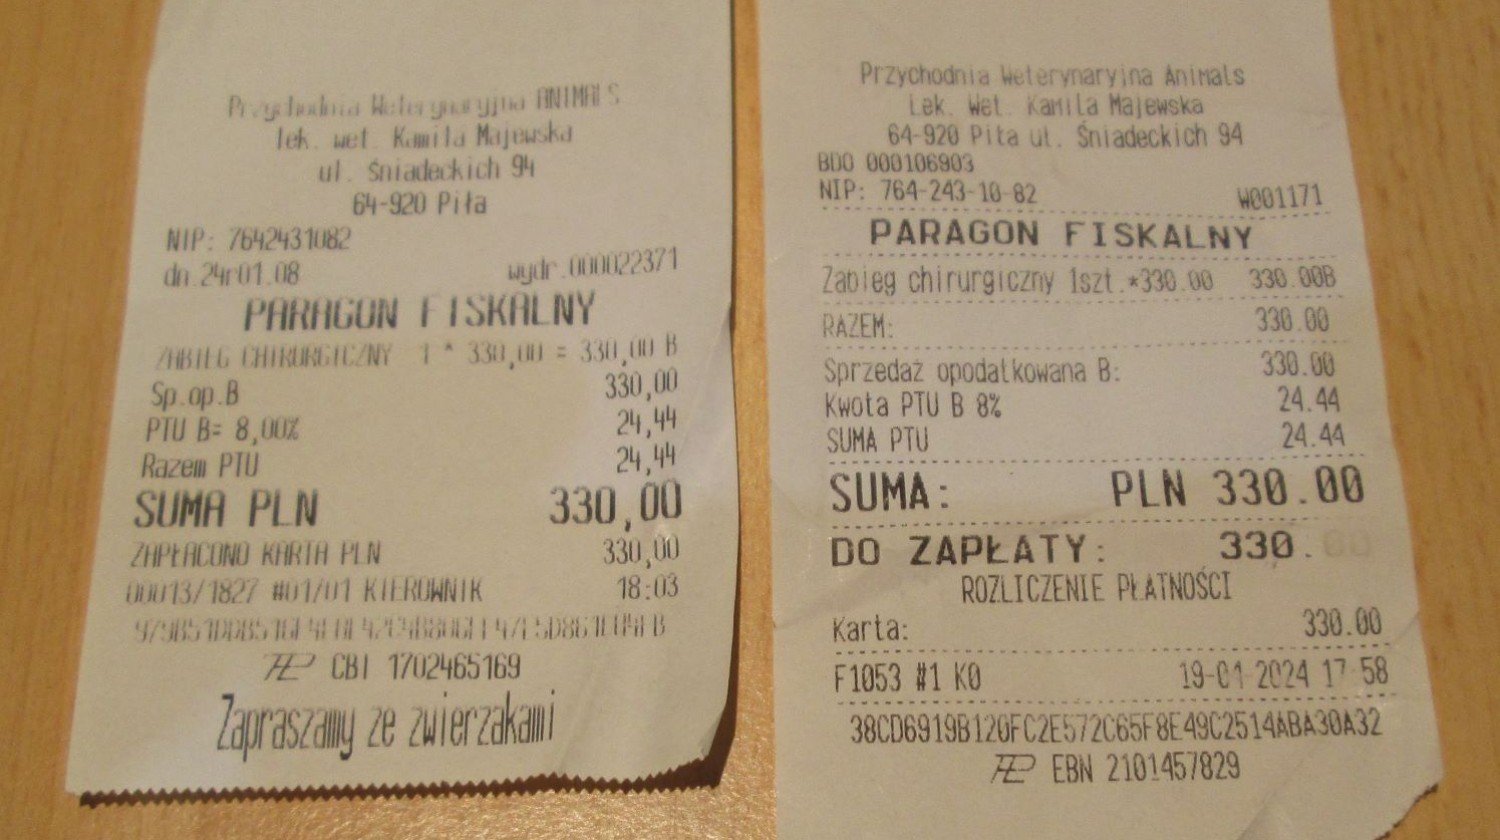 Przychodnia Weterynaryjna ANIMALS
lek. wet. Kamila Majewska
ul. Śniadeckich 94
64-920 Piła
NIP: 7642431082
dn.24r01.08 wydr.000022371
PARAGON FISKALNY
ZABIEG CHIRURGICZNY 1 * 330,00 = 330,00 B
Sp.op.B 330,00
PTU B= 8,00% 24,44
Razem PTU 24,44
SUMA PLN 330,00
ZAPŁACONO KARTA PLN 330,00
00013/1827 #01/01 KIEROWNIK 18:03
CBI 1702465169
Zapraszamy ze zwierzakami
Przychodnia Weterynaryjna Animals
Lek. Wet. Kamila Majewska
64-920 Piła ul. Śniadeckich 94
BDO 000106903
NIP: 764-243-10-82 W001171
PARAGON FISKALNY
Zabieg chirurgiczny 1szt.*330.00 330.00B
RAZEM: 330.00
Sprzedaż opodatkowana B: 330.00
Kwota PTU B 8% 24.44
SUMA PTU 24.44
SUMA: PLN 330.00
DO ZAPŁATY: 330.00
ROZLICZENIE PŁATNOŚCI
Karta: 330.00
F1053 #1 K0 19-01-2024 17:58
38CD6919B120FC2E572C65F8E49C2514ABA30A32
EBN 2101457829